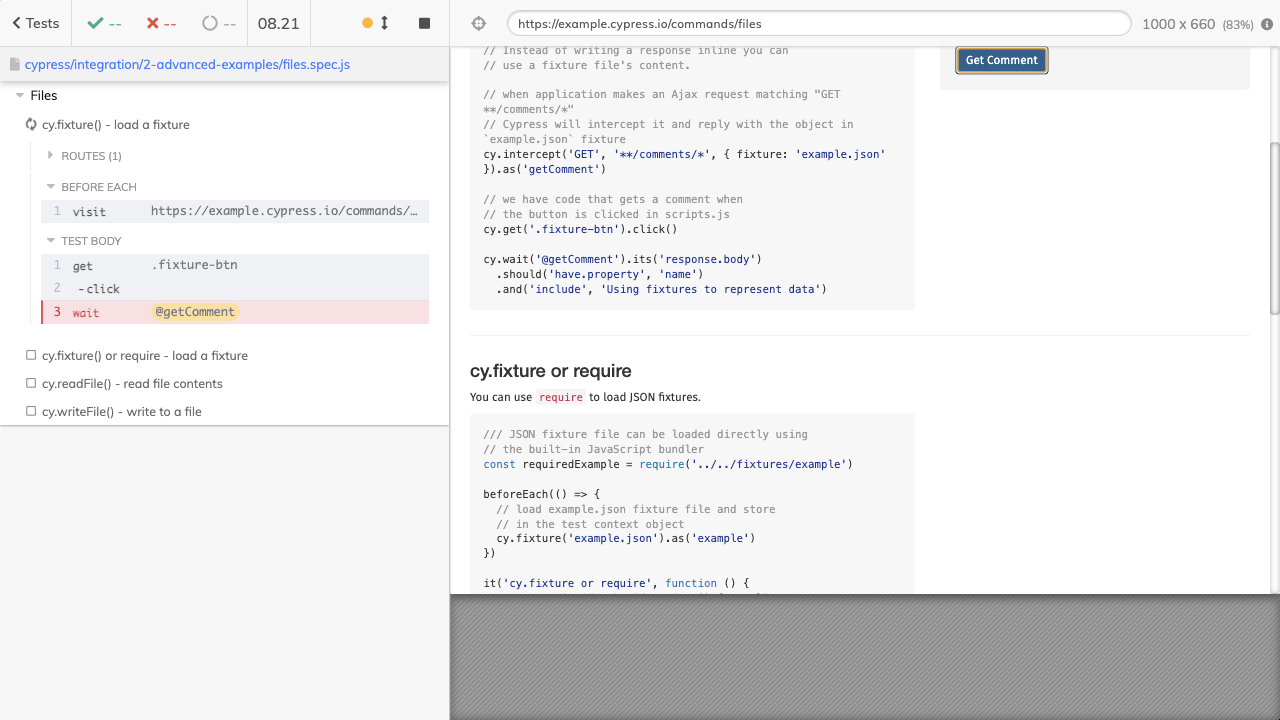 Tests
--
--
--
08.21
https://example.cypress.io/commands/files
1000 x 660 (83%)
cypress/integration/2-advanced-examples/files.spec.js
Files
cy.fixture() - load a fixture
ROUTES (1)
BEFORE EACH
1 visit https://example.cypress.io/commands/…
TEST BODY
1 get .fixture-btn
2 -click
3 wait @getComment
cy.fixture() or require - load a fixture
cy.readFile() - read file contents
cy.writeFile() - write to a file
// Instead of writing a response inline you can
// use a fixture file's content.
// when application makes an Ajax request matching "GET
**/comments/*"
// Cypress will intercept it and reply with the object in
`example.json` fixture
cy.intercept('GET', '**/comments/*', { fixture: 'example.json'
}).as('getComment')
// we have code that gets a comment when
// the button is clicked in scripts.js
cy.get('.fixture-btn').click()
cy.wait('@getComment').its('response.body')
.should('have.property', 'name')
.and('include', 'Using fixtures to represent data')
Get Comment
cy.fixture or require
You can use require to load JSON fixtures.
/// JSON fixture file can be loaded directly using
// the built-in JavaScript bundler
const requiredExample = require('../../fixtures/example')
beforeEach(() => {
// load example.json fixture file and store
// in the test context object
cy.fixture('example.json').as('example')
})
it('cy.fixture or require', function () {